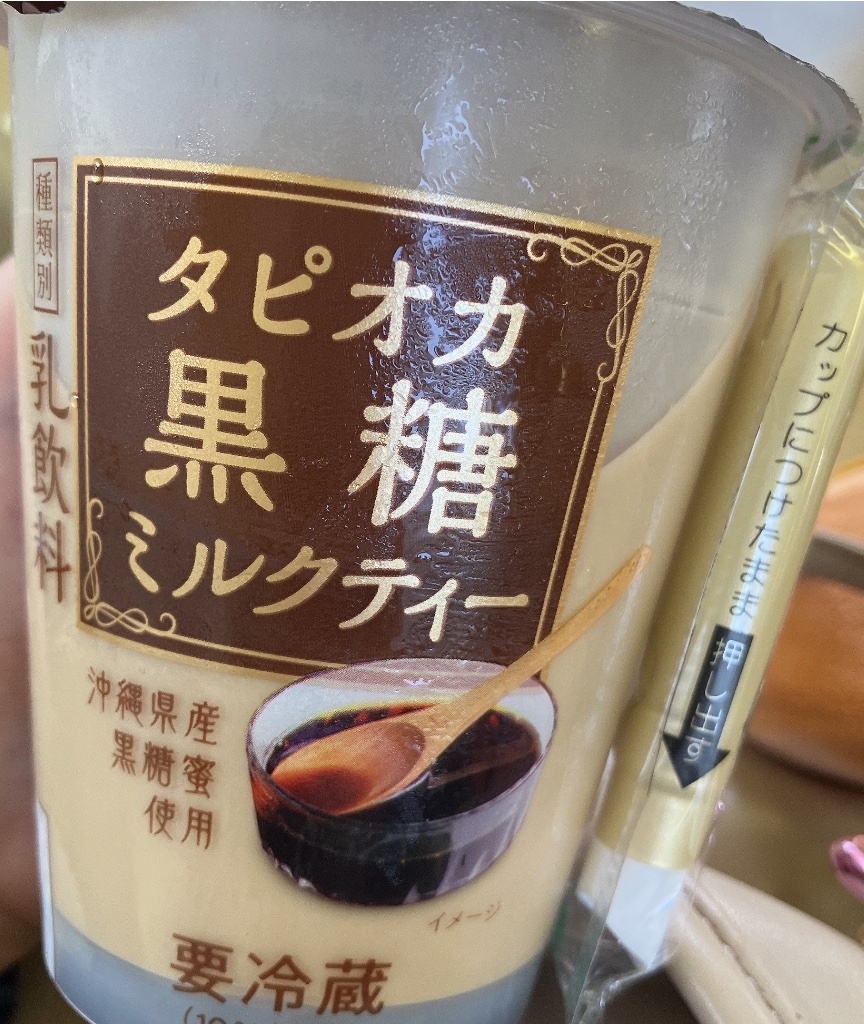 種類別 乳飲料
タピオカ
黒糖
ミルクティー
沖縄県産
黒糖蜜
使用
イメージ
要冷蔵
カップにつけたまま押し出す